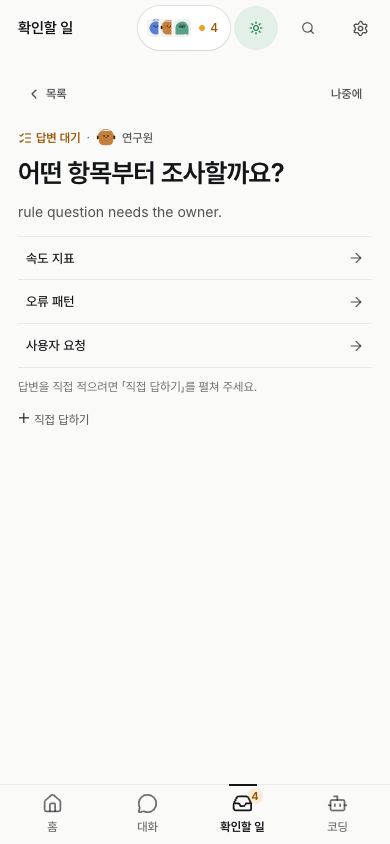 확인할 일
4
목록
나중에
답변 대기 · 연구원
어떤 항목부터 조사할까요?
rule question needs the owner.
속도 지표
오류 패턴
사용자 요청
답변을 직접 적으려면 「직접 답하기」를 펼쳐 주세요.
직접 답하기
4
홈
대화
확인할 일
코딩